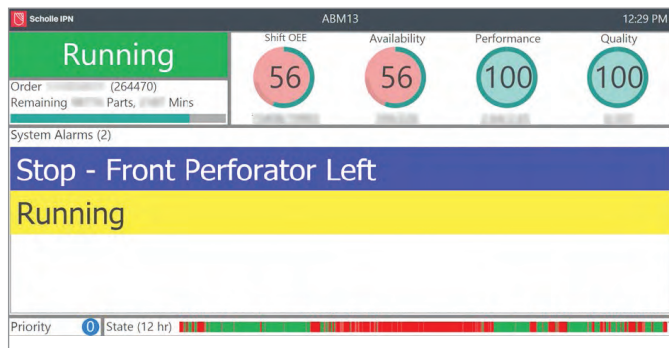 Scholle IPN
ABM13
12:29 PM
Running
Shift OEE
Availability
Performance
Quality
56
56
100
100
Order (264470)
Remaining Parts, Mins
System Alarms (2)
Stop - Front Perforator Left
Running
Priority 0 State (12 hr)